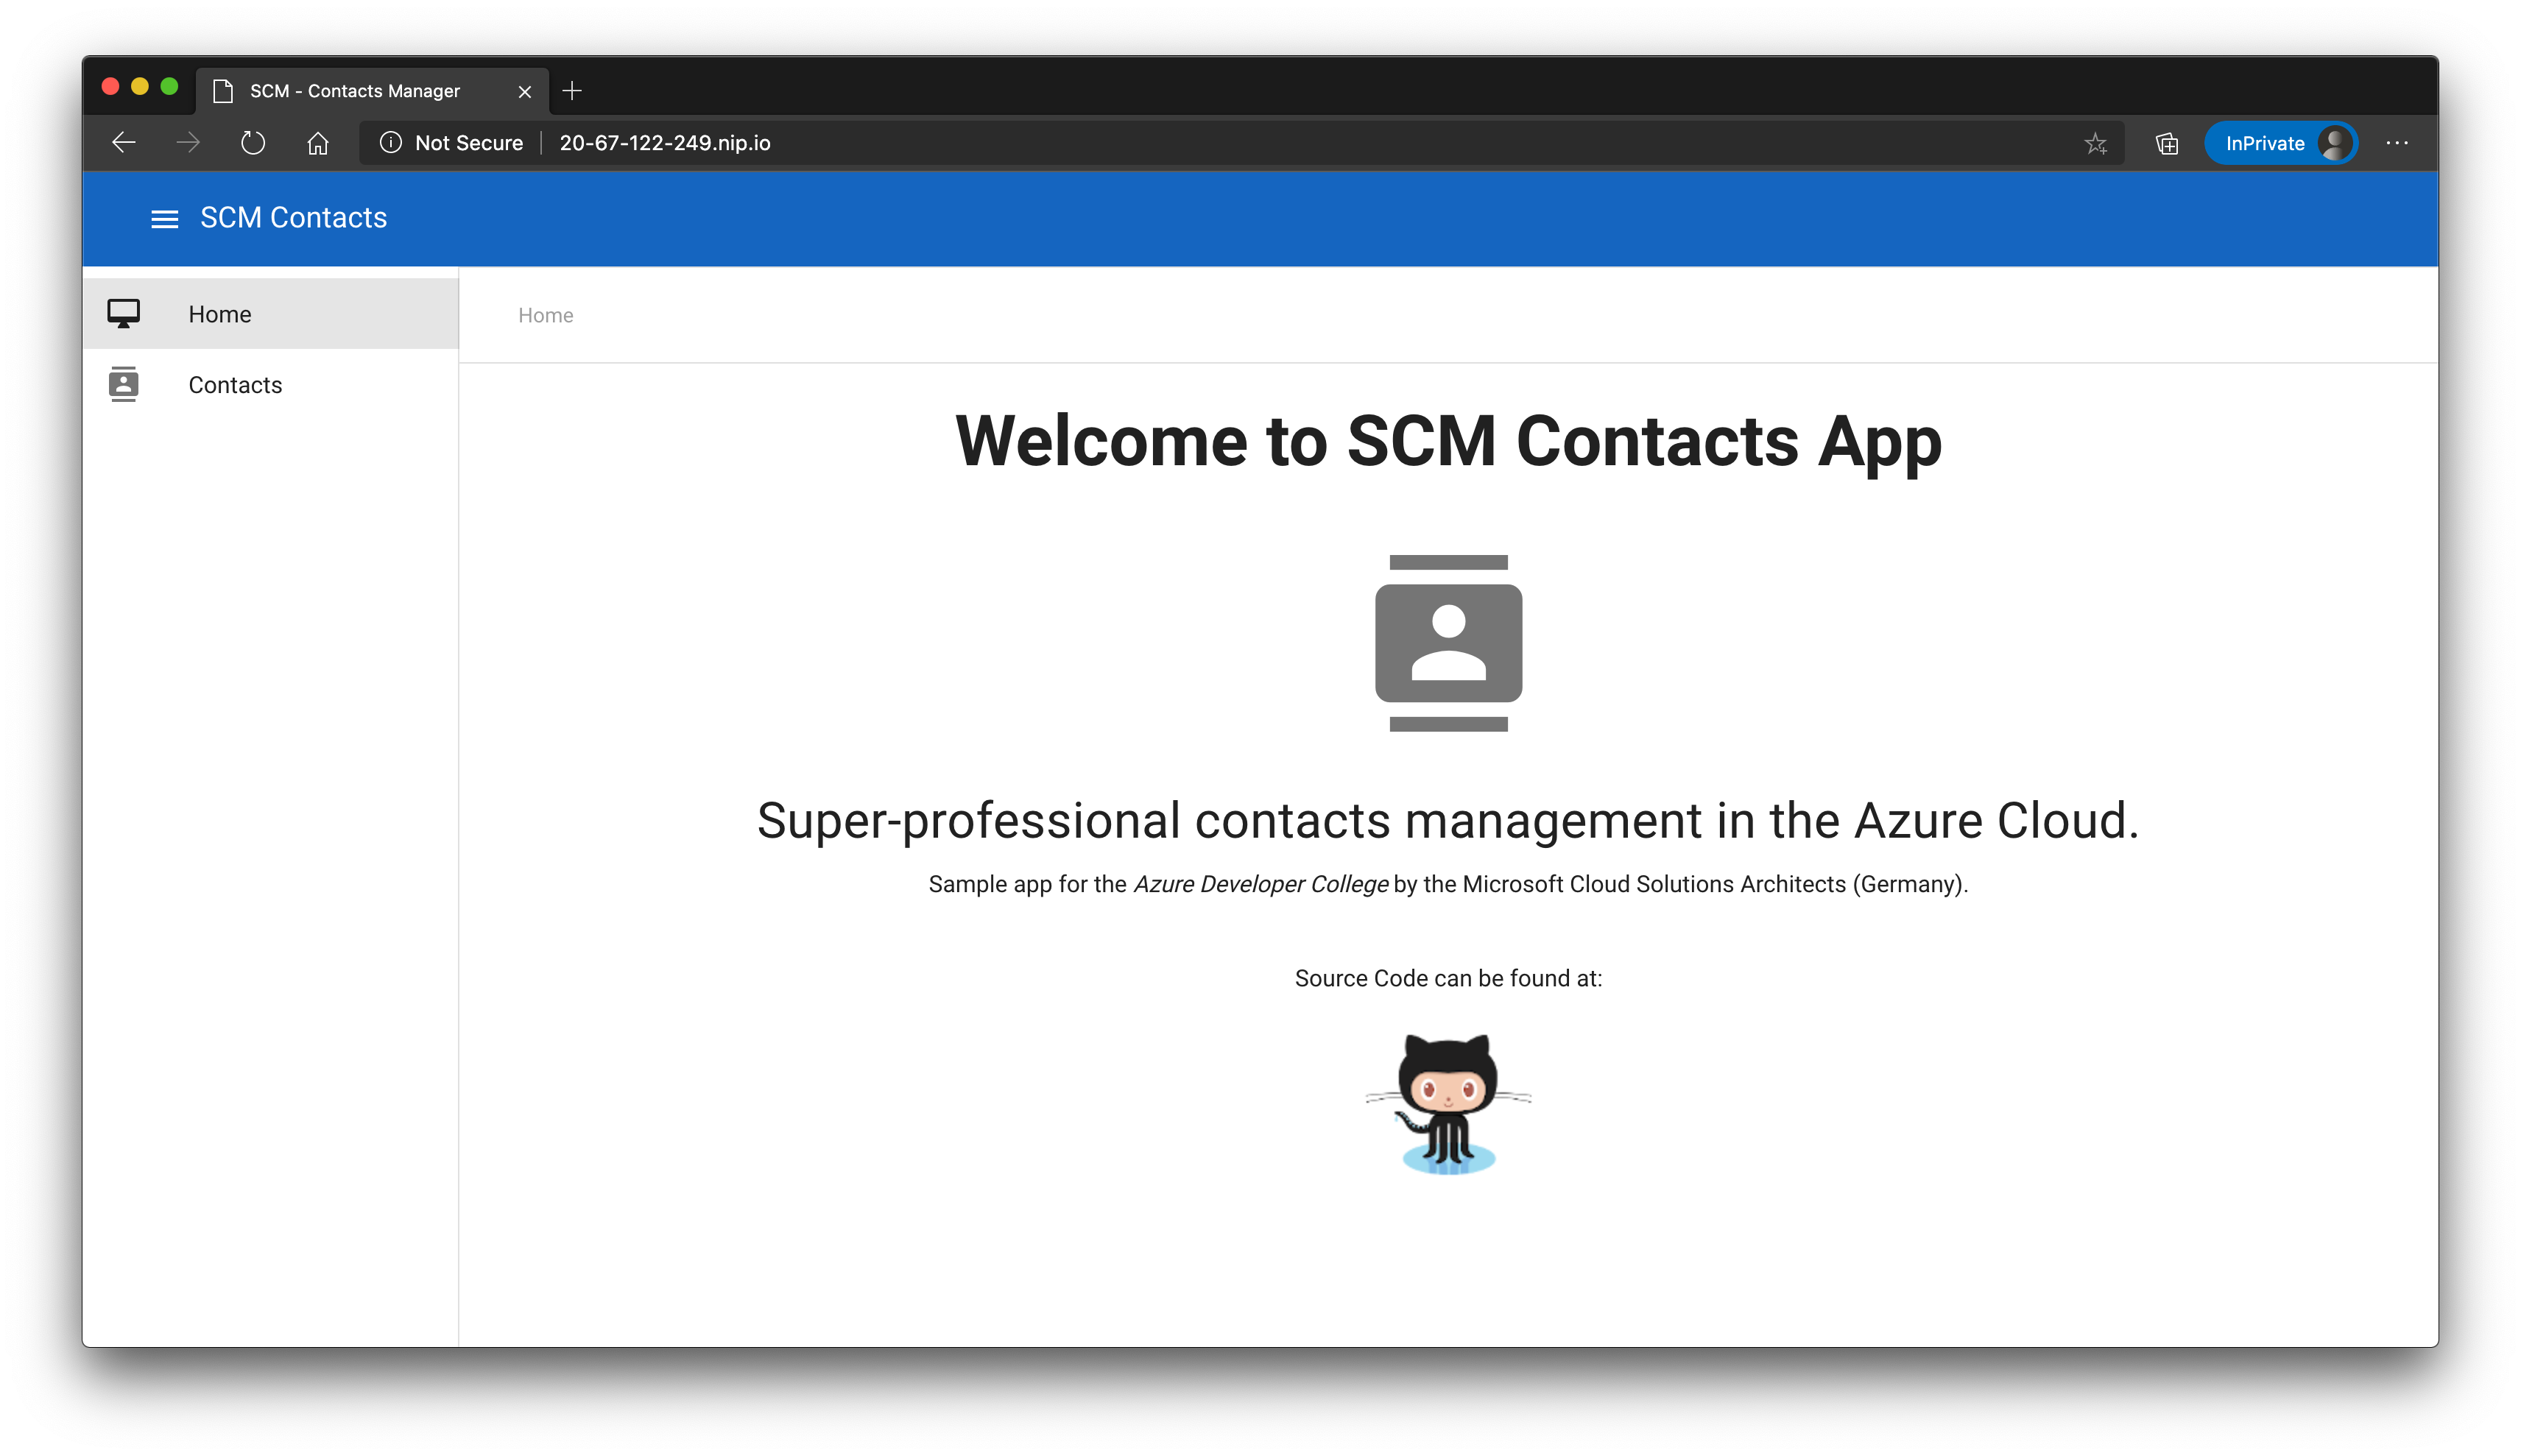 SCM - Contacts Manager
Not Secure
20-67-122-249.nip.io
InPrivate
SCM Contacts
Home
Contacts
Home
Welcome to SCM Contacts App
Super-professional contacts management in the Azure Cloud.
Sample app for the Azure Developer College by the Microsoft Cloud Solutions Architects (Germany).
Source Code can be found at: